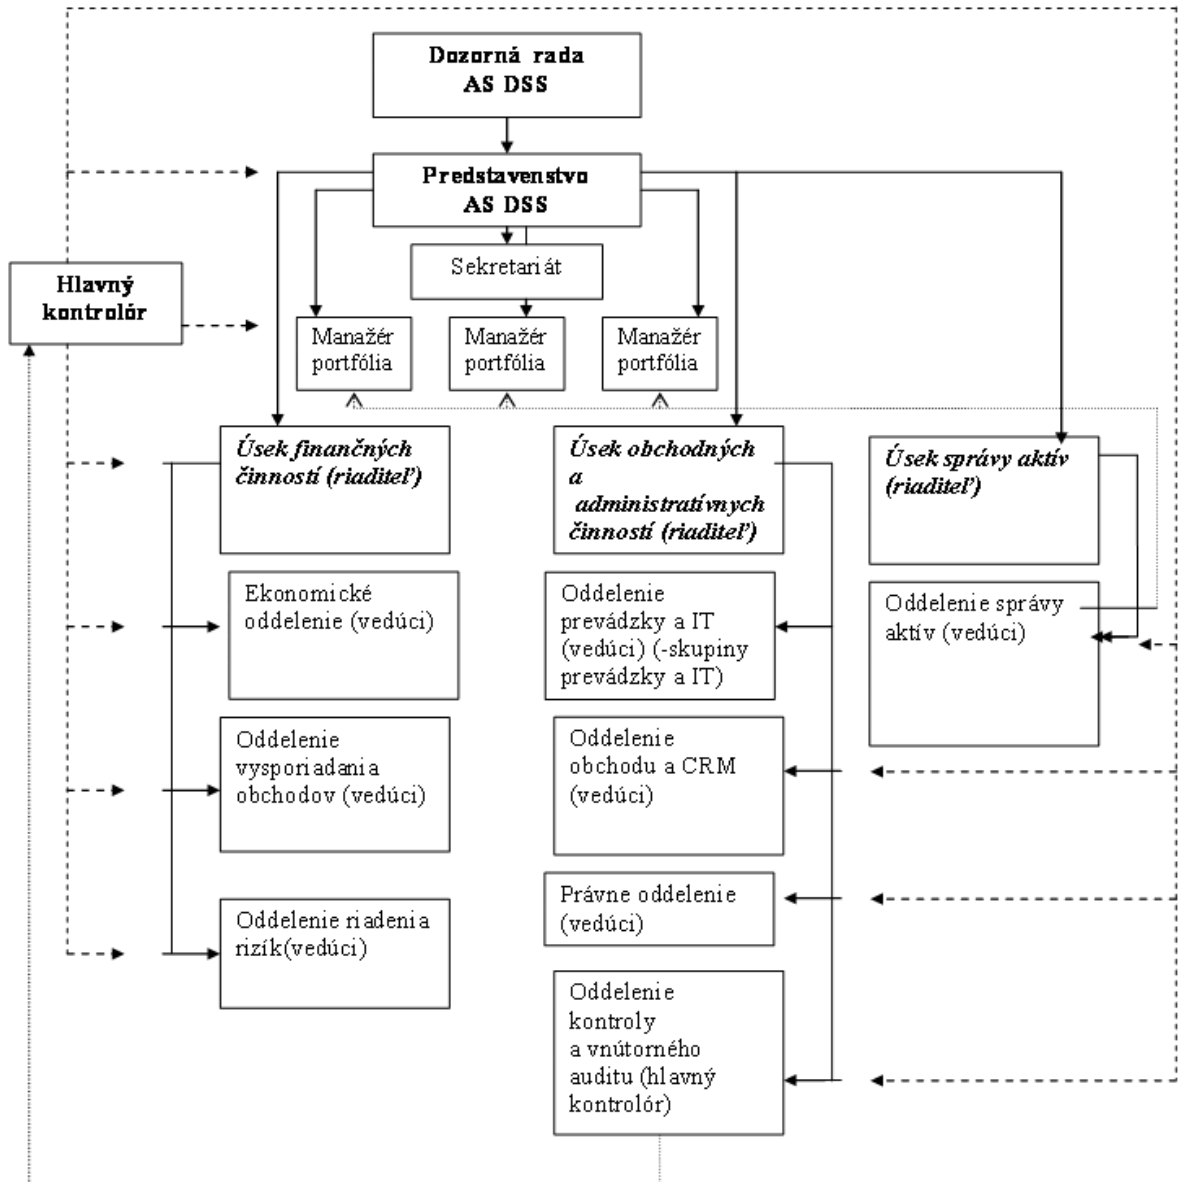 Dozorná rada
AS DSS
Predstavenstvo
AS DSS
Sekretariát
Hlavný
kontrolór
Manažér
portfólia
Manažér
portfólia
Manažér
portfólia
Úsek finančných
činností (riaditeľ)
Úsek obchodných
a
administratívnych
činností (riaditeľ)
Úsek správy aktív
(riaditeľ)
Ekonomické
oddelenie (vedúci)
Oddelenie
prevádzky a IT
(vedúci) (-skupiny
prevádzky a IT)
Oddelenie správy
aktív (vedúci)
Oddelenie
vysporiadania
obchodov (vedúci)
Oddelenie
obchodu a CRM
(vedúci)
Oddelenie riadenia
rizík(vedúci)
Právne oddelenie
(vedúci)
Oddelenie
kontroly
a vnútorného
auditu (hlavný
kontrolór)